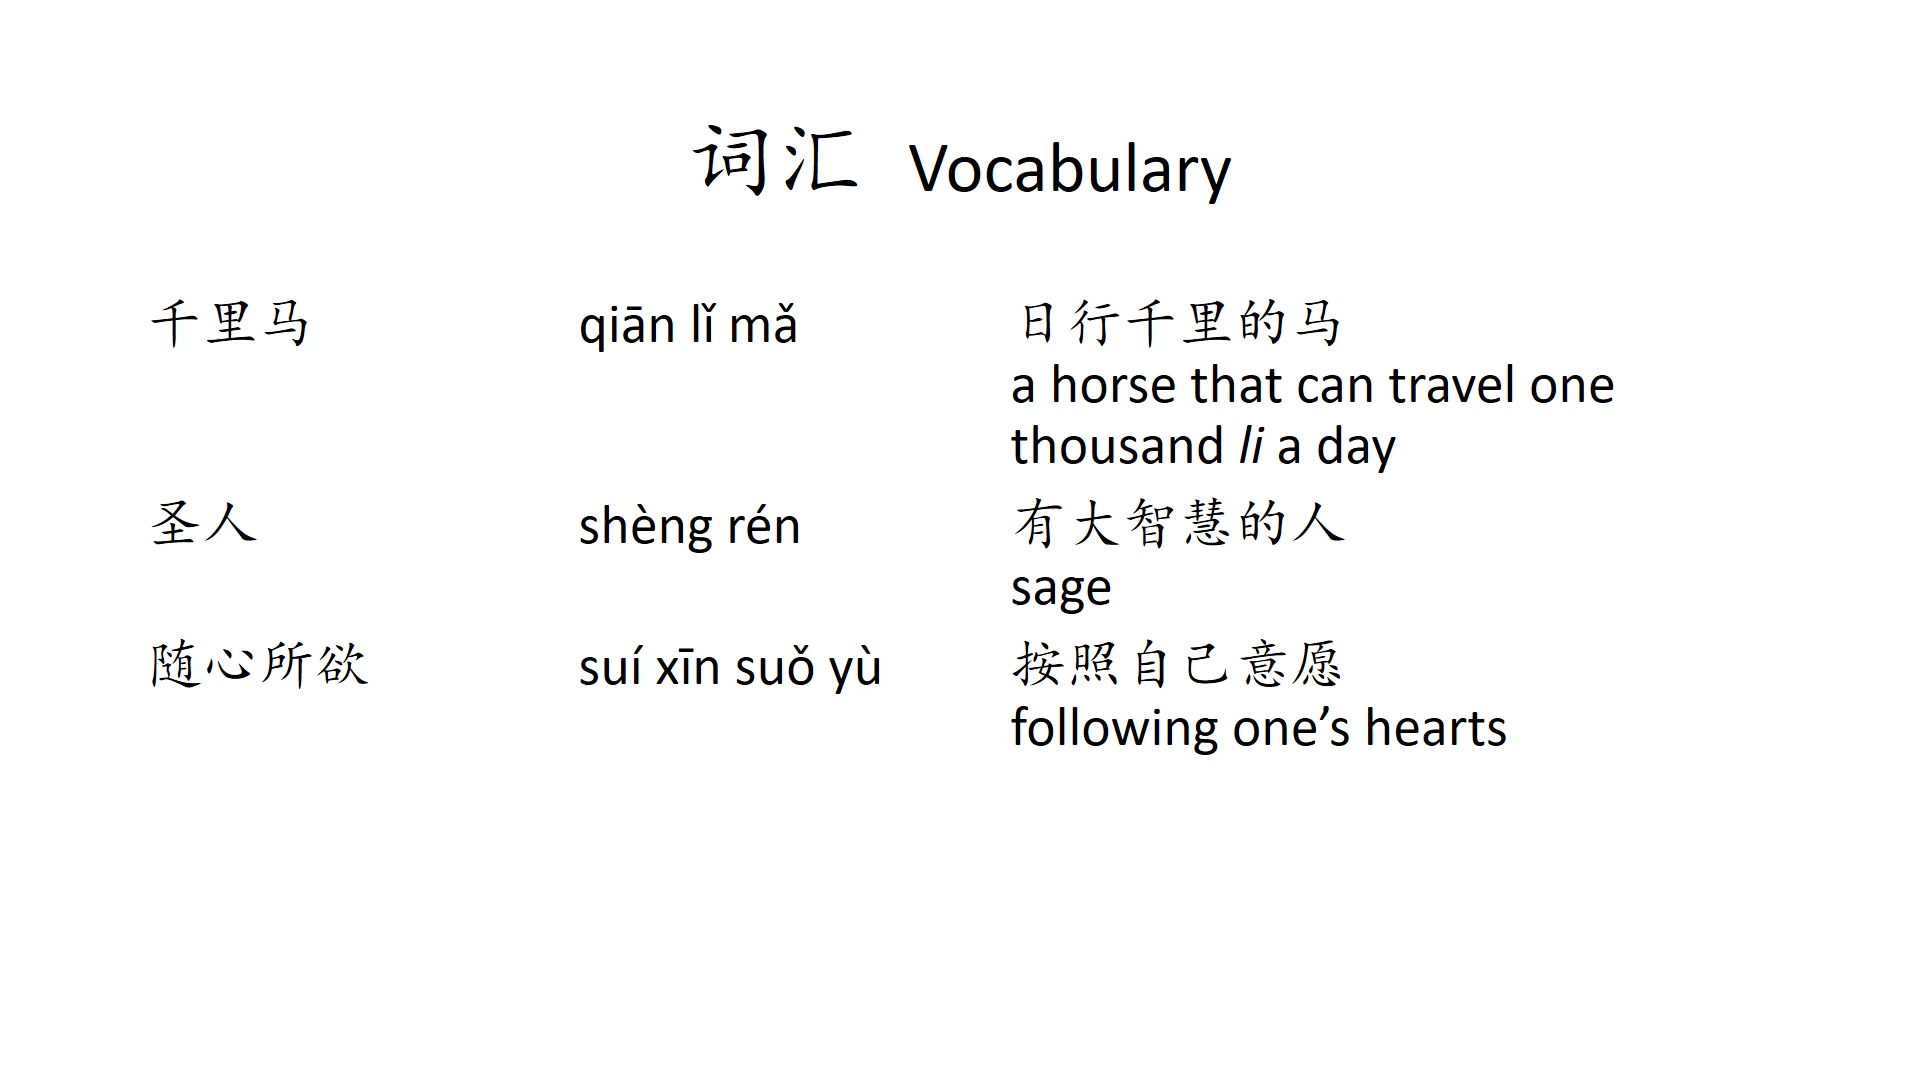 词汇 Vocabulary
千里马 qiān lǐ mǎ 日行千里的马
a horse that can travel one
thousand li a day
圣人 shèng rén 有大智慧的人
sage
随心所欲 suí xīn suǒ yù 按照自己意愿
following one’s hearts